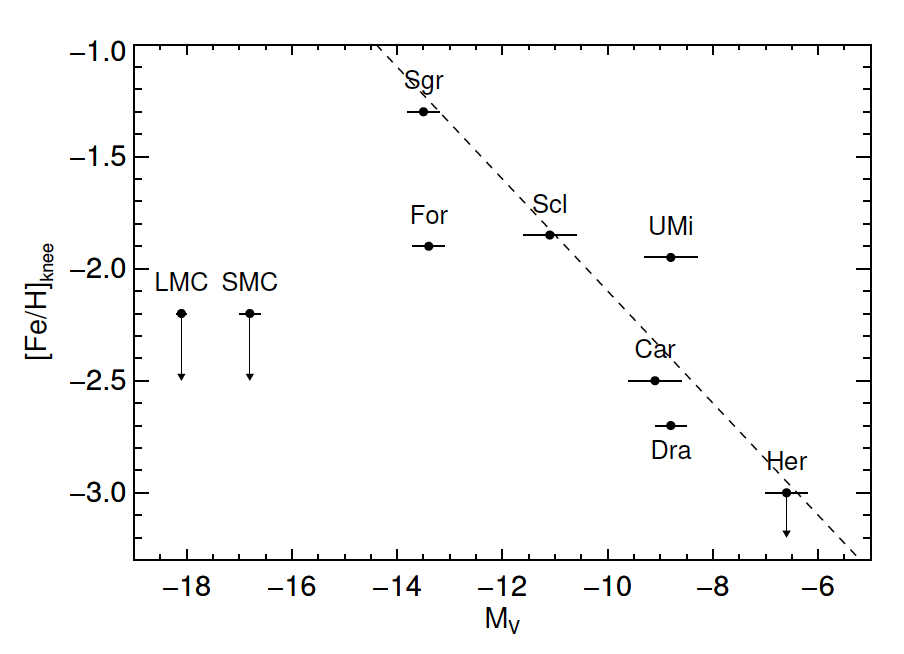 −1.0
Sgr
−1.5
Scl
For
UMi
−2.0
LMC SMC
[Fe/H]knee
Car
−2.5
Dra
Her
−3.0
−18 −16 −14 −12 −10 −8 −6
MV